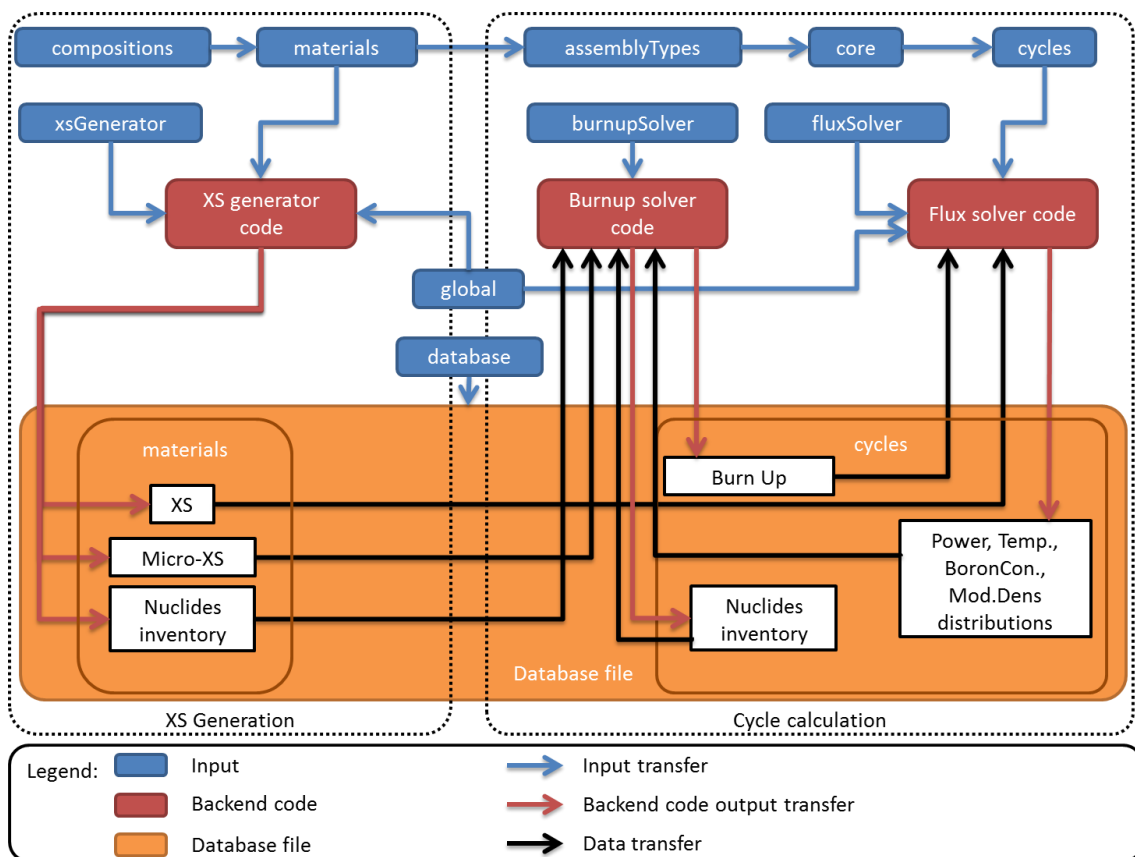 compositions
materials
assemblyTypes
core
cycles
xsGenerator
burnupSolver
fluxSolver
XS generator
code
Burnup solver
code
Flux solver code
global
database
materials
cycles
Burn Up
XS
Power, Temp.,
BoronCon.,
Mod.Dens
distributions
Micro-XS
Nuclides
inventory
Nuclides
inventory
Database file
XS Generation
Cycle calculation
Legend:
Input
Input transfer
Backend code
Backend code output transfer
Database file
Data transfer